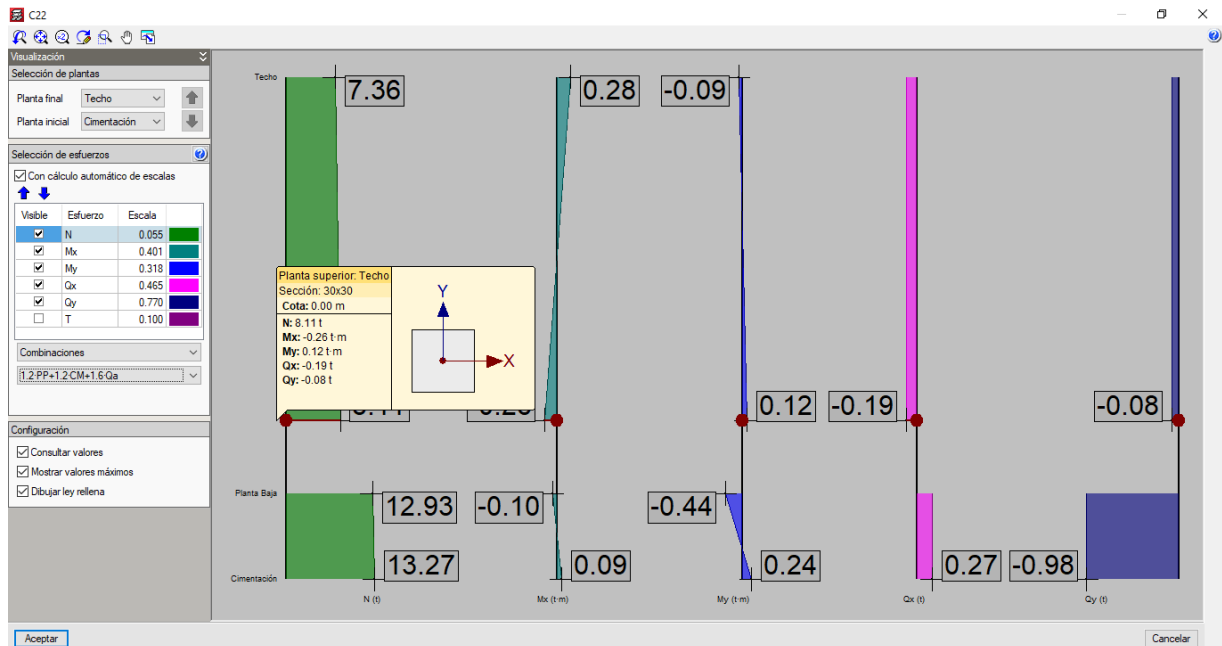 C22
Visualización
Selección de plantas
Planta final Techo
Planta inicial Cimentación
Selección de esfuerzos
Con cálculo automático de escalas
Visible Esfuerzo Escala
N 0.055
Mx 0.401
My 0.318
Qx 0.465
Qy 0.770
T 0.100
Combinaciones
1.2·PP+1.2·CM+1.6·Qa
Configuración
Consultar valores
Mostrar valores máximos
Dibujar ley rellena
Techo
7.36 0.28 -0.09
Planta superior: Techo
Sección: 30x30
Cota: 0.00 m
N: 8.11 t
Mx: -0.26 t·m
My: 0.12 t·m
Qx: -0.19 t
Qy: -0.08 t
Y
X
0.12 -0.19 -0.08
Planta Baja
12.93 -0.10 -0.44
13.27 0.09 0.24 0.27 -0.98
Cimentación
N (t) Mx (t·m) My (t·m) Qx (t) Qy (t)
Aceptar Cancelar